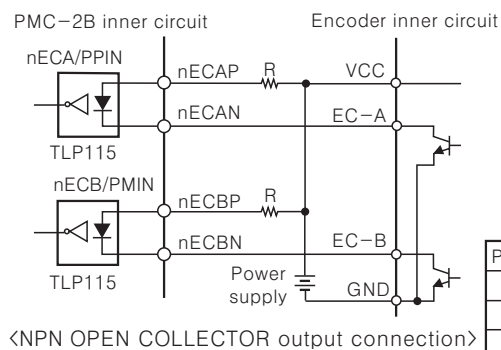 PMC-2B inner circuit
Encoder inner circuit
nECA/PPIN
nECAP
R
VCC
nECAN
EC-A
TLP115
nECB/PMIN
nECBP
R
nECBN
EC-B
TLP115
Power supply
GND
P
<NPN OPEN COLLECTOR output connection>